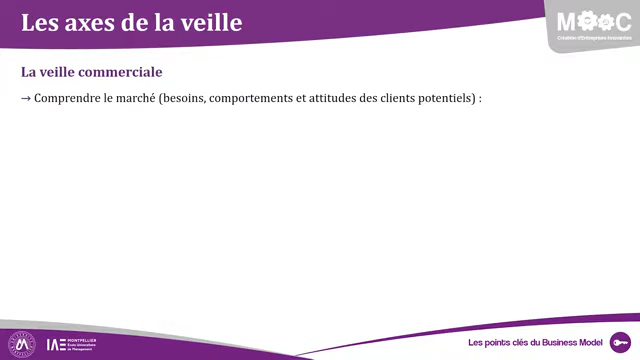 Les axes de la veille
MOOC
Création d'Entreprises Innovantes
La veille commerciale
→ Comprendre le marché (besoins, comportements et attitudes des clients potentiels) :
IAE MONTPELLIER
École Universitaire
de Management
Les points clés du Business Model